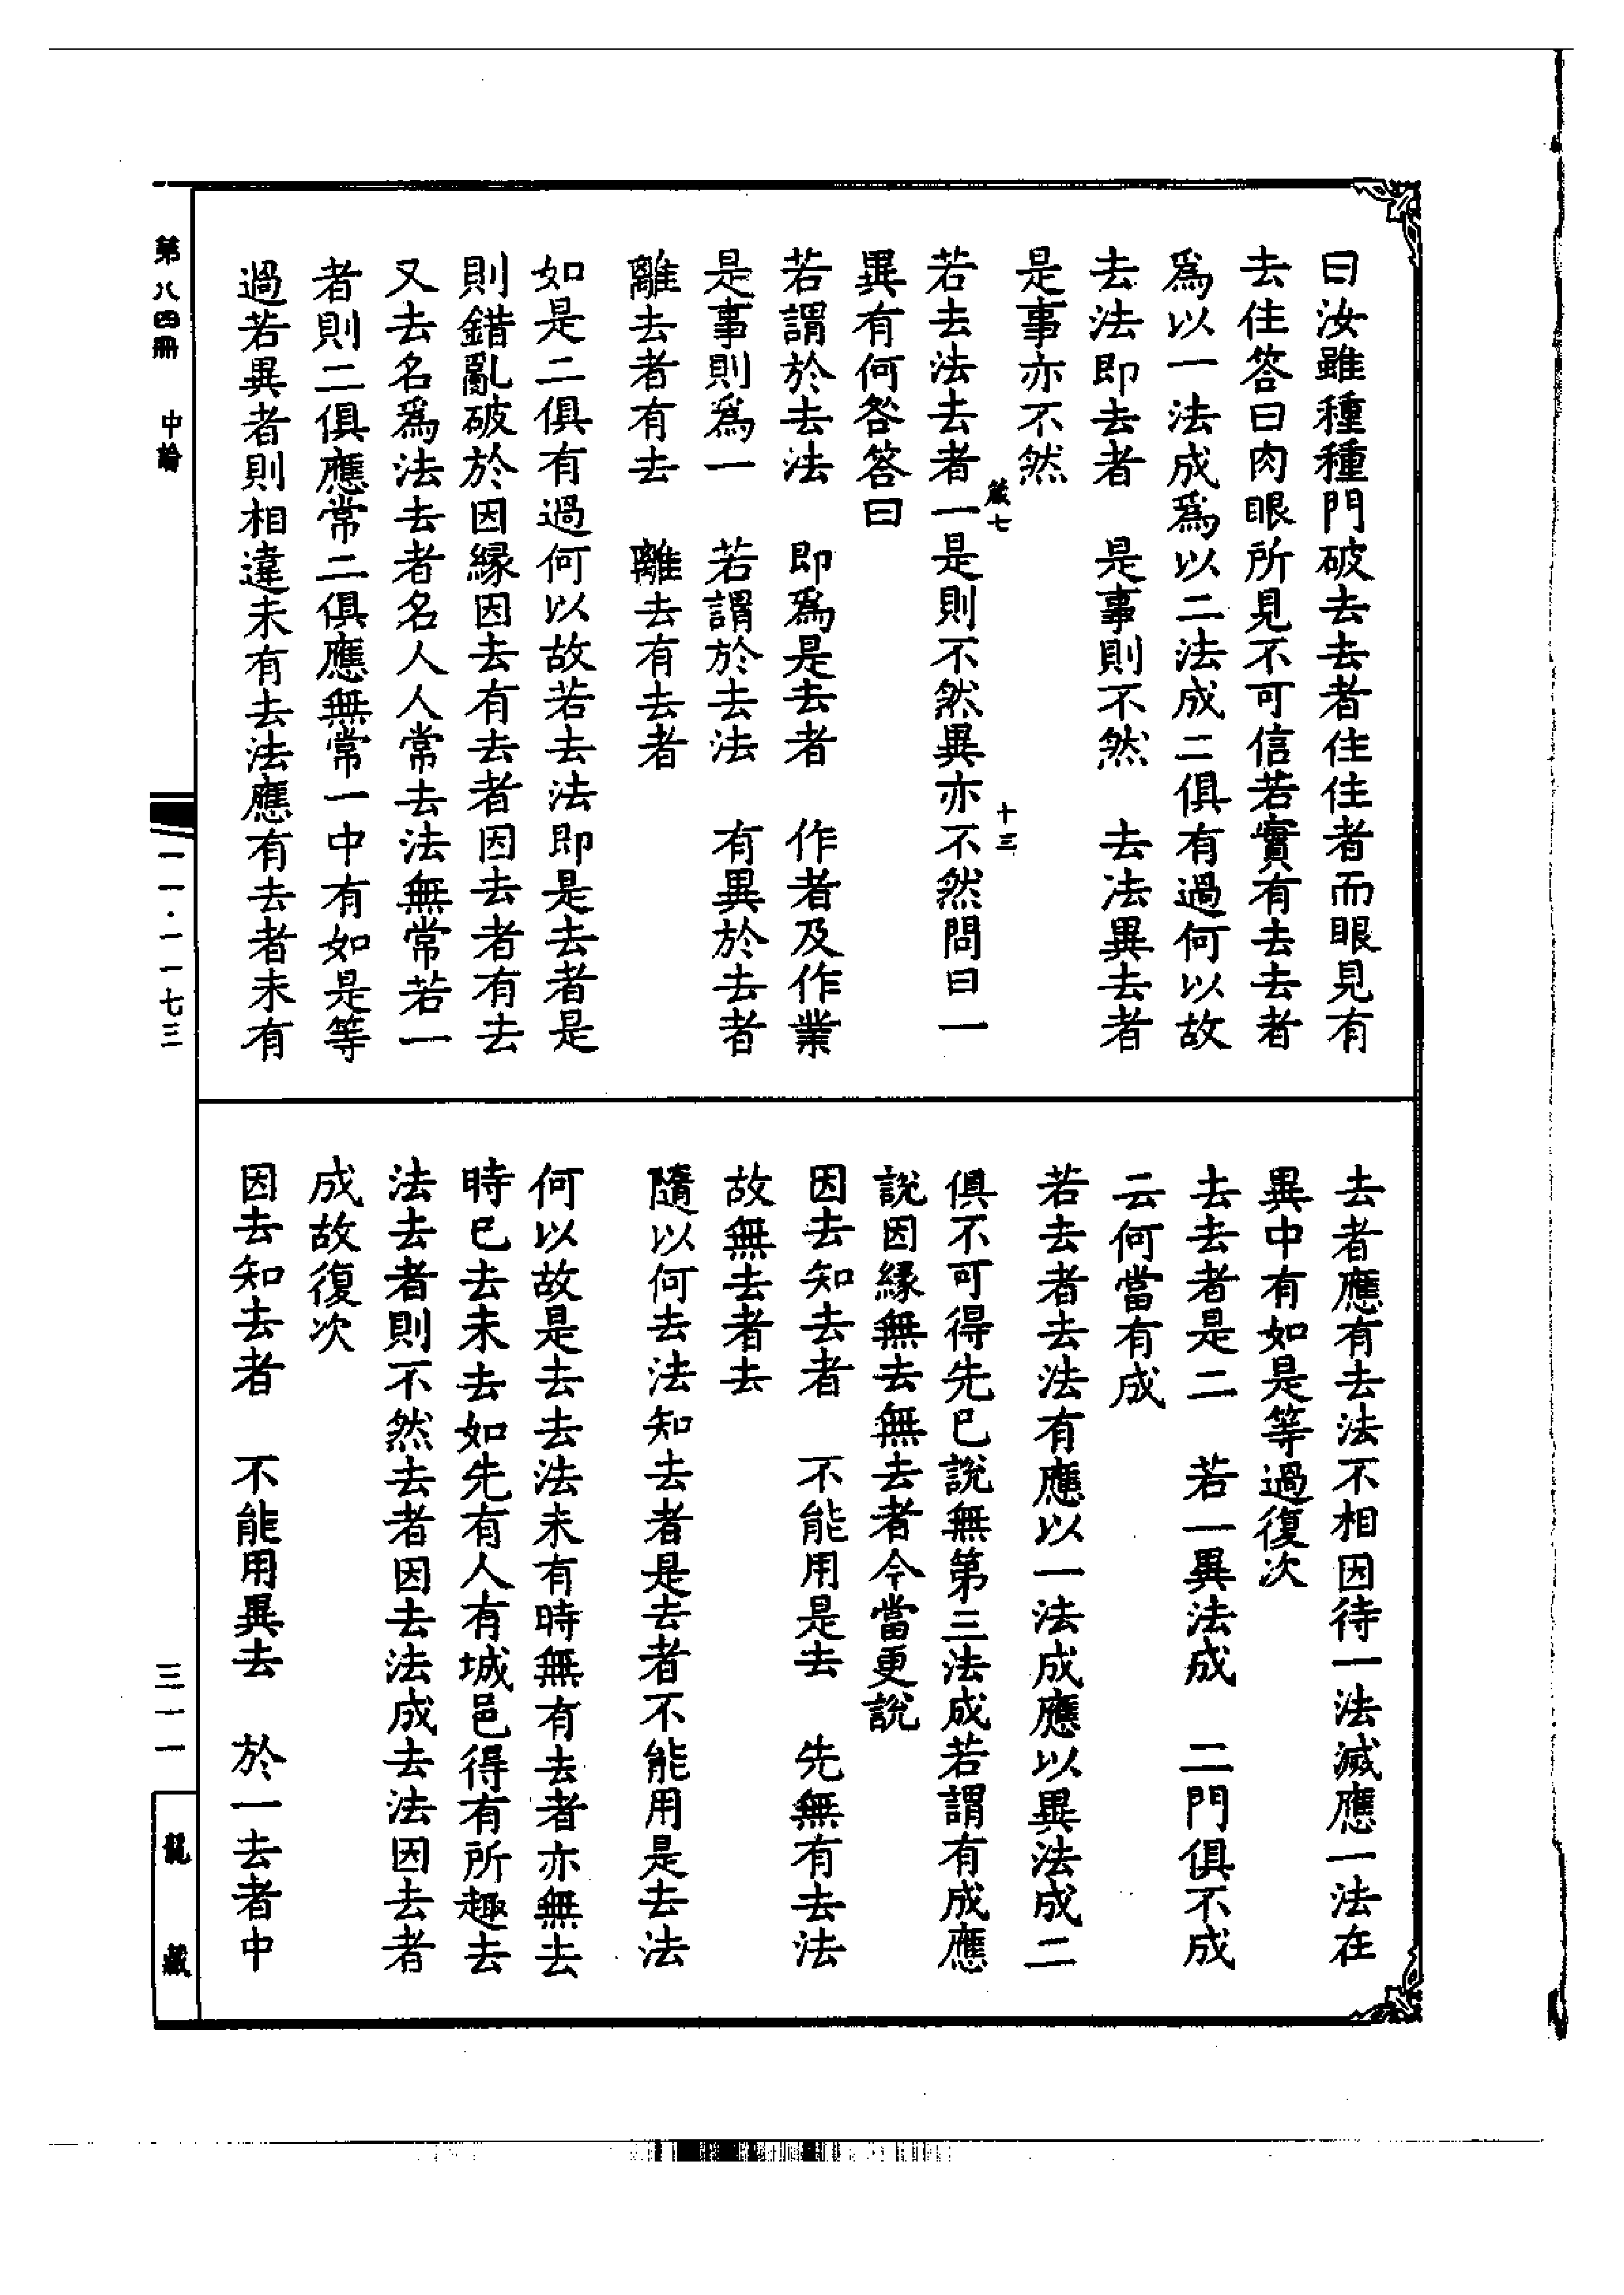 曰汝雖種種門破去去者住住者而眼見有
去住答曰肉眼所見不可信若實有去去者
爲以一法成爲以二法成二俱有過何以故
去法即去者　是事則不然　去法異去者
是事亦不然
箴七　十三
若去法去者一是則不然異亦不然問曰一
異有何咎答曰
若謂於去法　即爲是去者　作者及作業
是事則爲一　若謂於去法　有異於去者
離去者有去　離去有去者
如是二俱有過何以故若去法即是去者是
則錯亂破於因緣因去有去者因去者有去
又去名爲法去者名人人常去法無常若一
者則二俱應常二俱應無常一中有如是等
過若異者則相違未有去法應有去者未有
去者應有去法不相因待一法滅應一法在
異中有如是等過復次
去去者是二　若一異法成　二門俱不成
云何當有成
若去者去法有應以一法成應以異法成二
俱不可得先已說無第三法成若謂有成應
說因緣無去無去者今當更說
因去知去者　不能用是去　先無有去法
故無去者去
隨以何去法知去者是去者不能用是去法
何以故是去去法未有時無有去者亦無去
時已去未去如先有人有城邑得有所趣去
法去者則不然去者因去法成去法因去者
成故復次
因去知去者　不能用異去　於一去者中
第八四冊　中論
一一·一一七三
三一一
龍藏